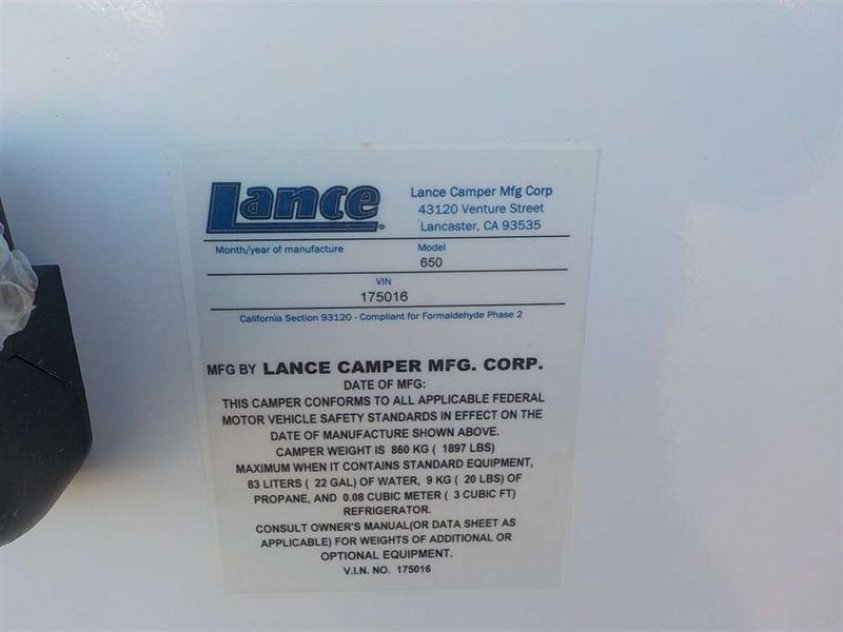 Lance
Lance Camper Mfg Corp
43120 Venture Street
Lancaster, CA 93535
Month/year of manufacture
Model
650
VIN
175016
California Section 93120 - Compliant for Formaldehyde Phase 2
MFG BY LANCE CAMPER MFG. CORP.
DATE OF MFG:
THIS CAMPER CONFORMS TO ALL APPLICABLE FEDERAL
MOTOR VEHICLE SAFETY STANDARDS IN EFFECT ON THE
DATE OF MANUFACTURE SHOWN ABOVE.
CAMPER WEIGHT IS 860 KG ( 1897 LBS)
MAXIMUM WHEN IT CONTAINS STANDARD EQUIPMENT,
83 LITERS ( 22 GAL) OF WATER, 9 KG ( 20 LBS) OF
PROPANE, AND 0.08 CUBIC METER ( 3 CUBIC FT)
REFRIGERATOR.
CONSULT OWNER'S MANUAL(OR DATA SHEET AS
APPLICABLE) FOR WEIGHTS OF ADDITIONAL OR
OPTIONAL EQUIPMENT.
V.I.N. NO. 175016